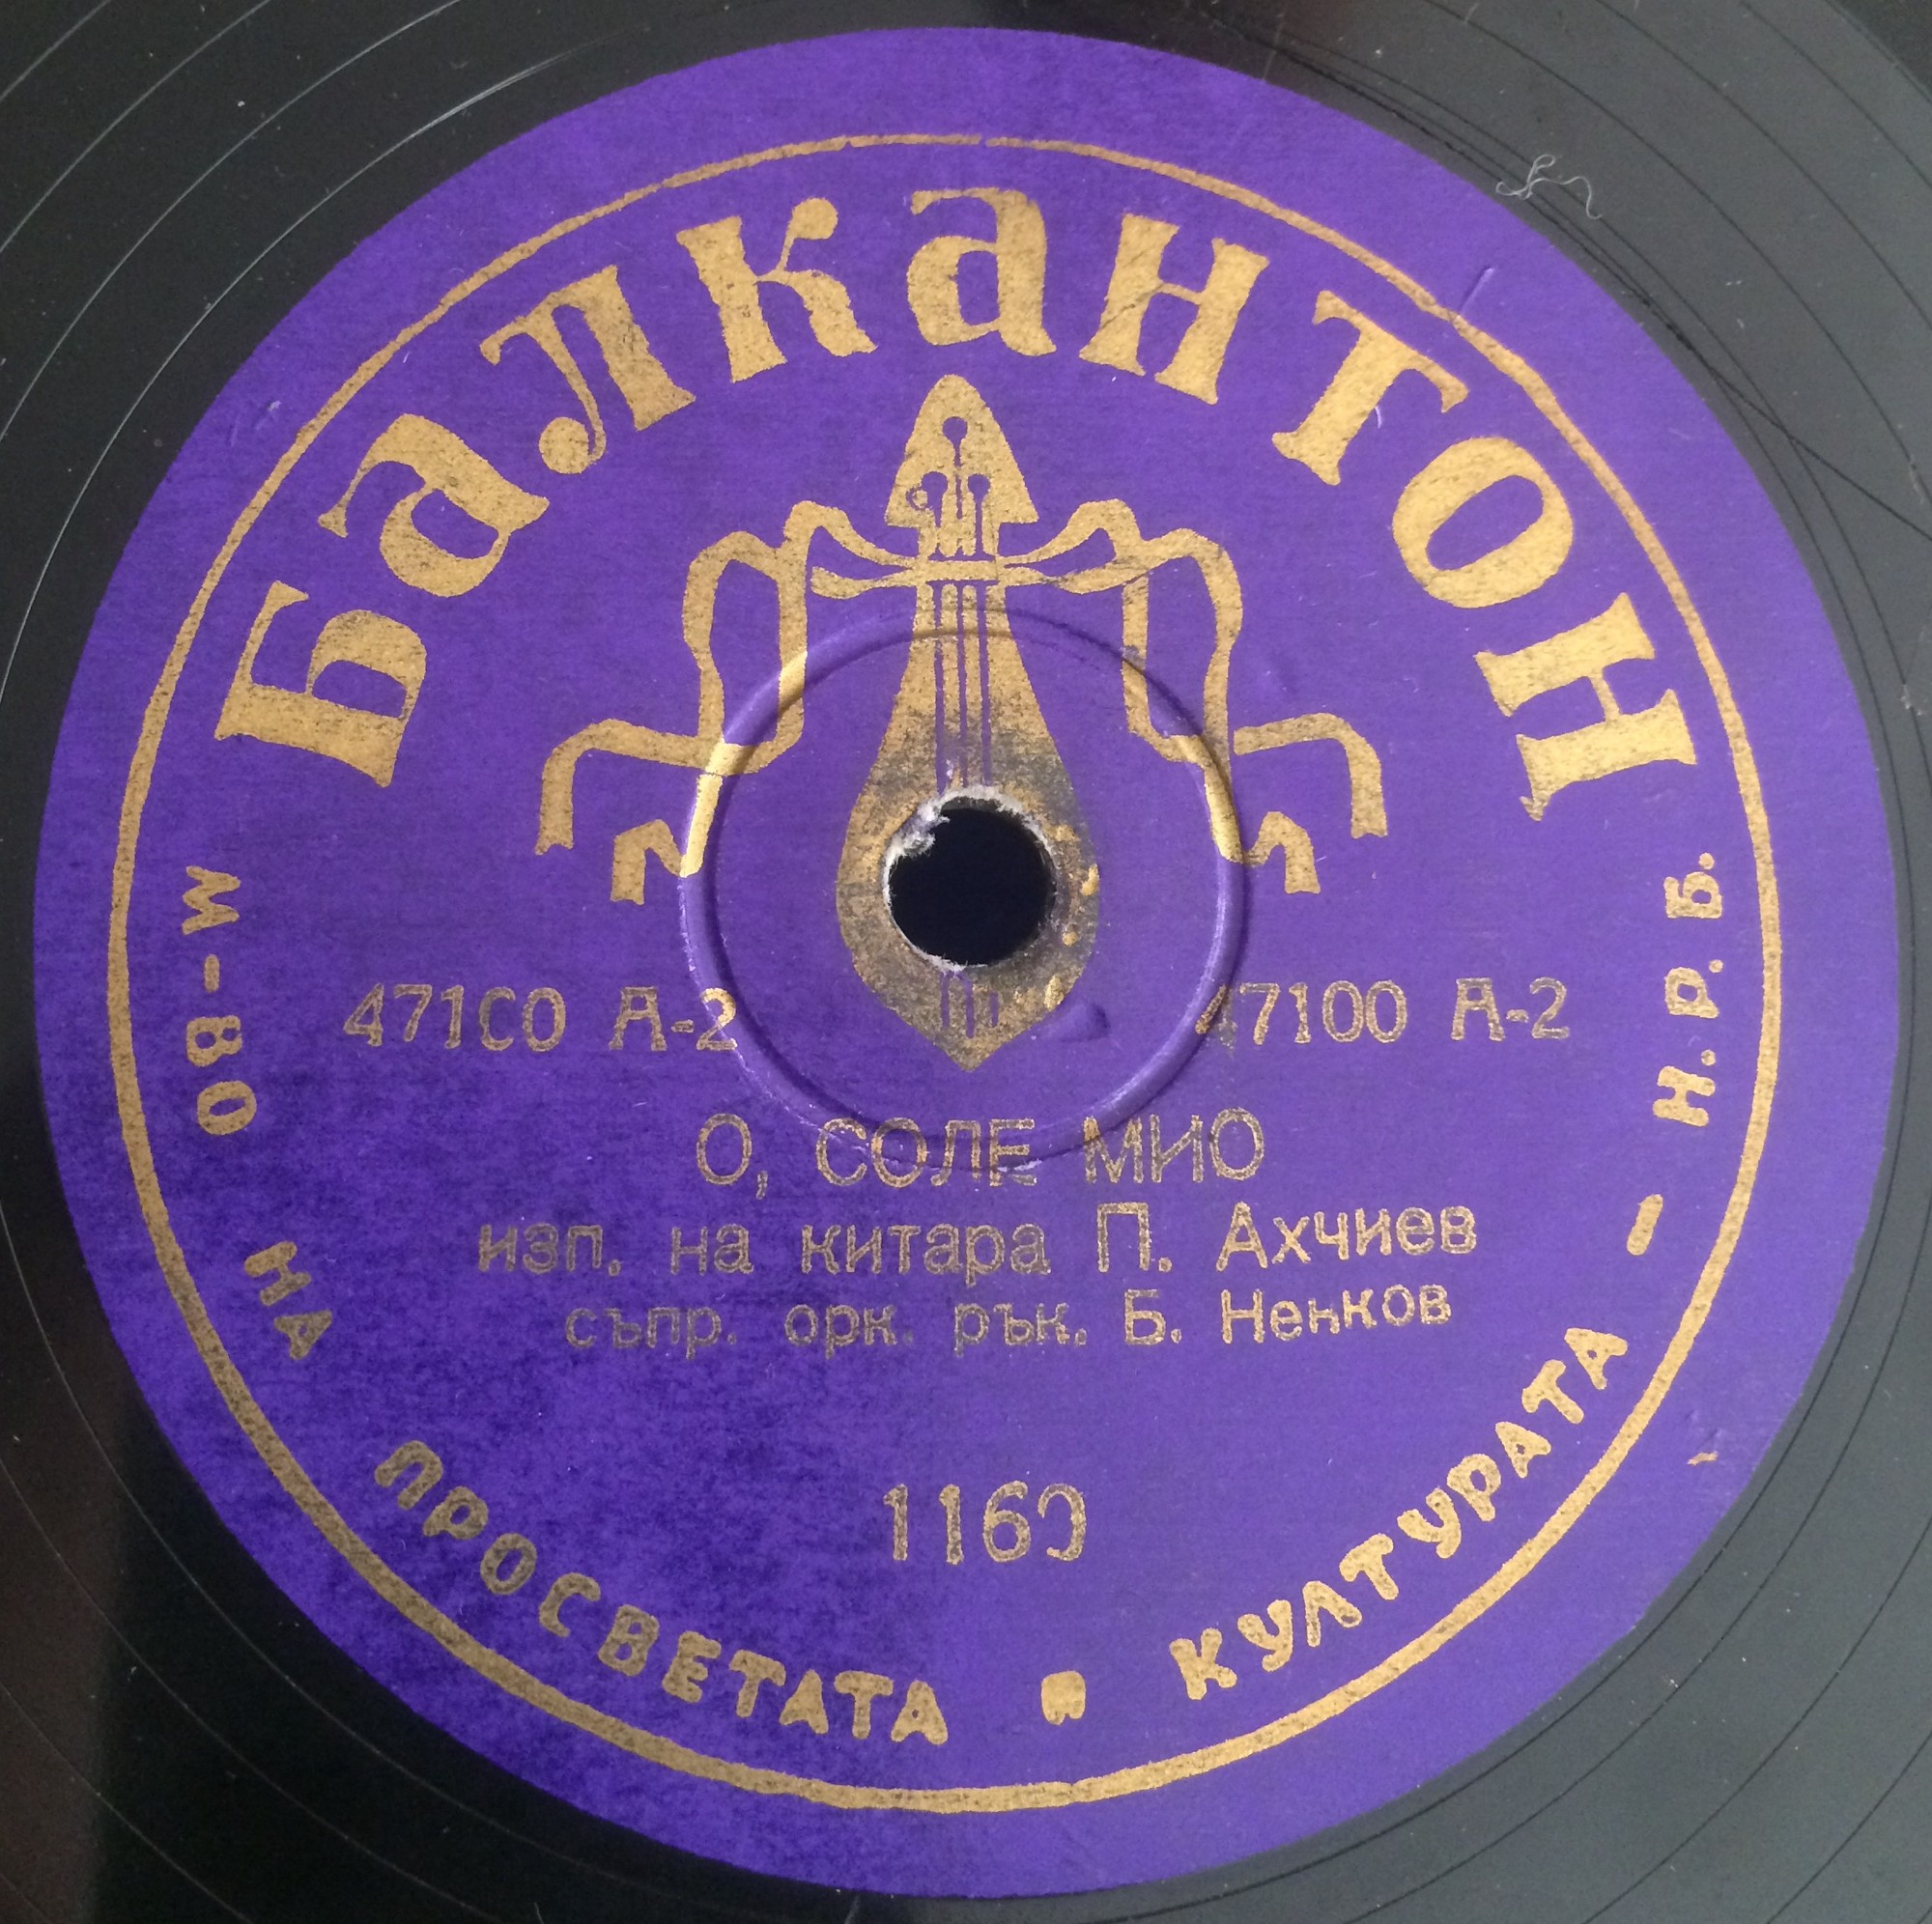 Балкантон
47100 А-2 47100 А-2
О, СОЛЕ МИО
изп. на китара П. Ахчиев
съпр. орк. рък. Б. Ненков
1160
М-ВО НА ПРОСВЕТАТА И КУЛТУРАТА - Н.Р.Б.